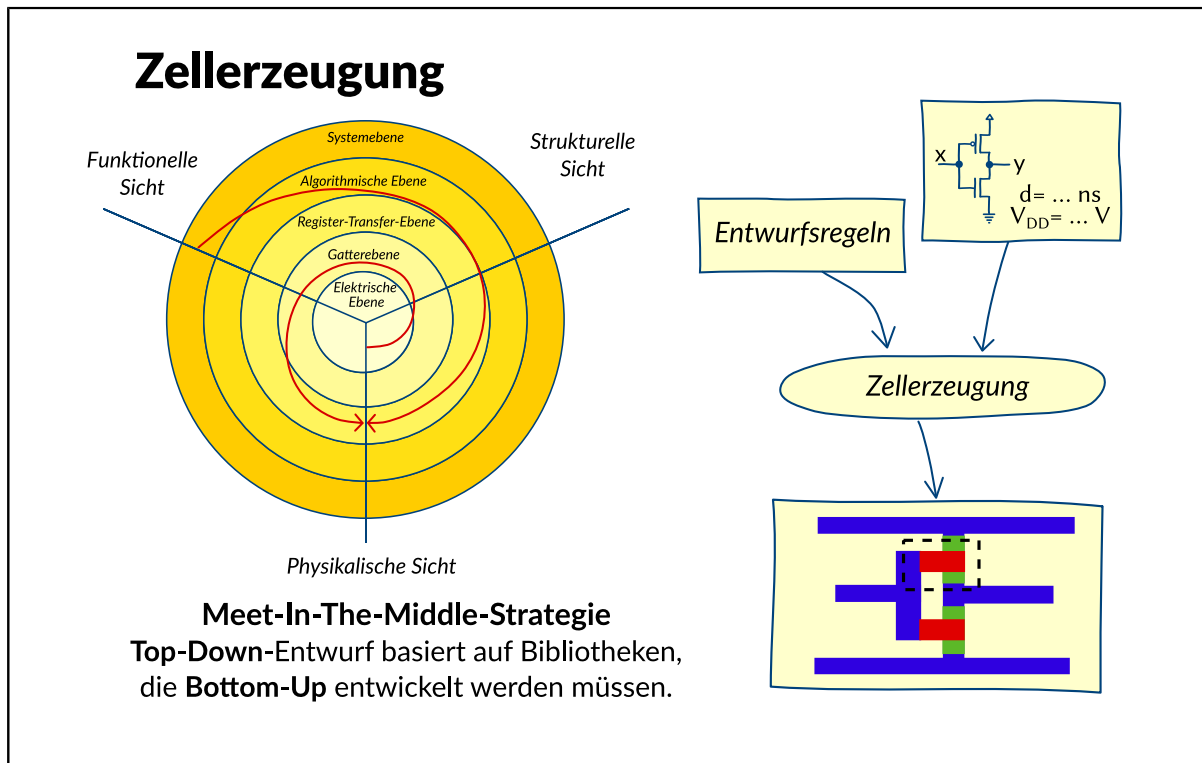 Zellerzeugung
Funktionelle
Sicht
Strukturelle
Sicht
Systemebene
Algorithmische Ebene
Register-Transfer-Ebene
Gatterebene
Elektrische
Ebene
Physikalische Sicht
Meet-In-The-Middle-Strategie
Top-Down-Entwurf basiert auf Bibliotheken,
die Bottom-Up entwickelt werden müssen.
x
y
d= ... ns
VDD= ... V
Entwurfsregeln
Zellerzeugung